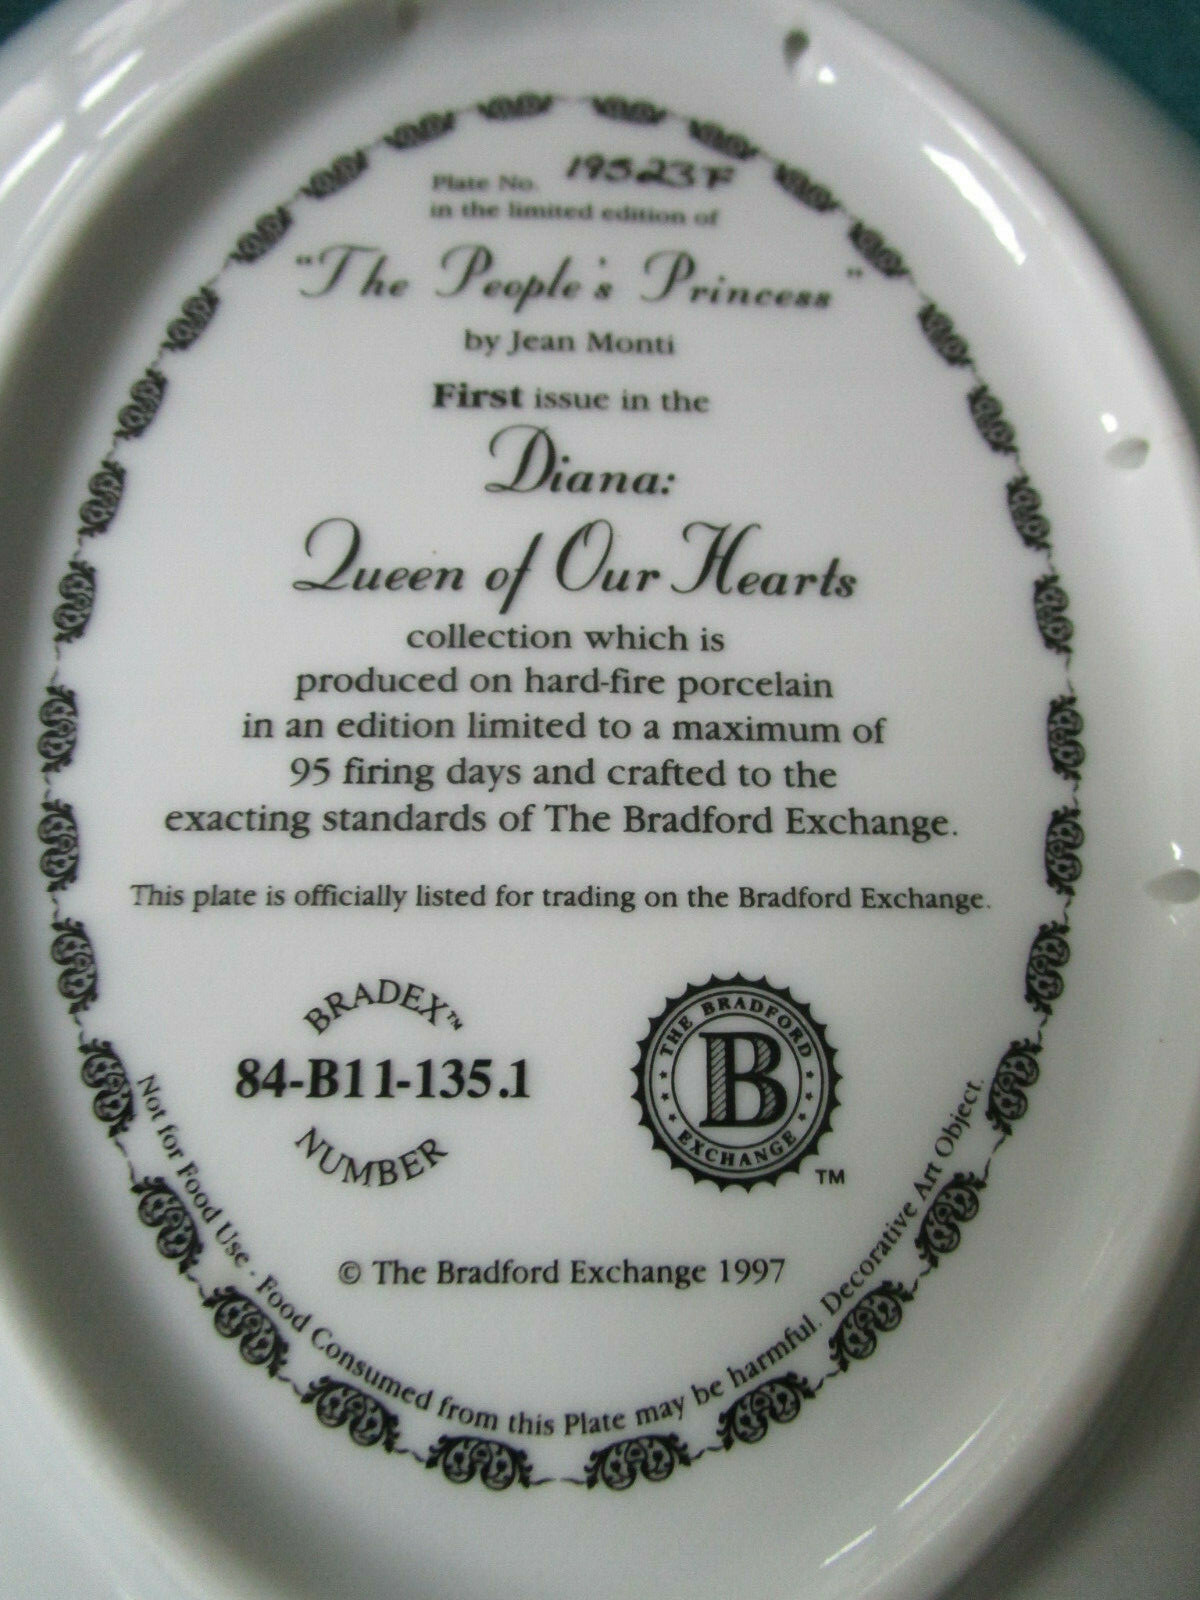 Plate No. 19523F
in the limited edition of
"The People's Princess"
by Jean Monti
First issue in the
Diana:
Queen of Our Hearts
collection which is
produced on hard-fire porcelain
in an edition limited to a maximum of
95 firing days and crafted to the
exacting standards of The Bradford Exchange.
This plate is officially listed for trading on the Bradford Exchange.
BRADEX™
84-B11-135.1
NUMBER
THE BRADFORD
B
EXCHANGE
TM
© The Bradford Exchange 1997
Not for Food Use · Food Consumed from this Plate may be harmful. Decorative Art Object.